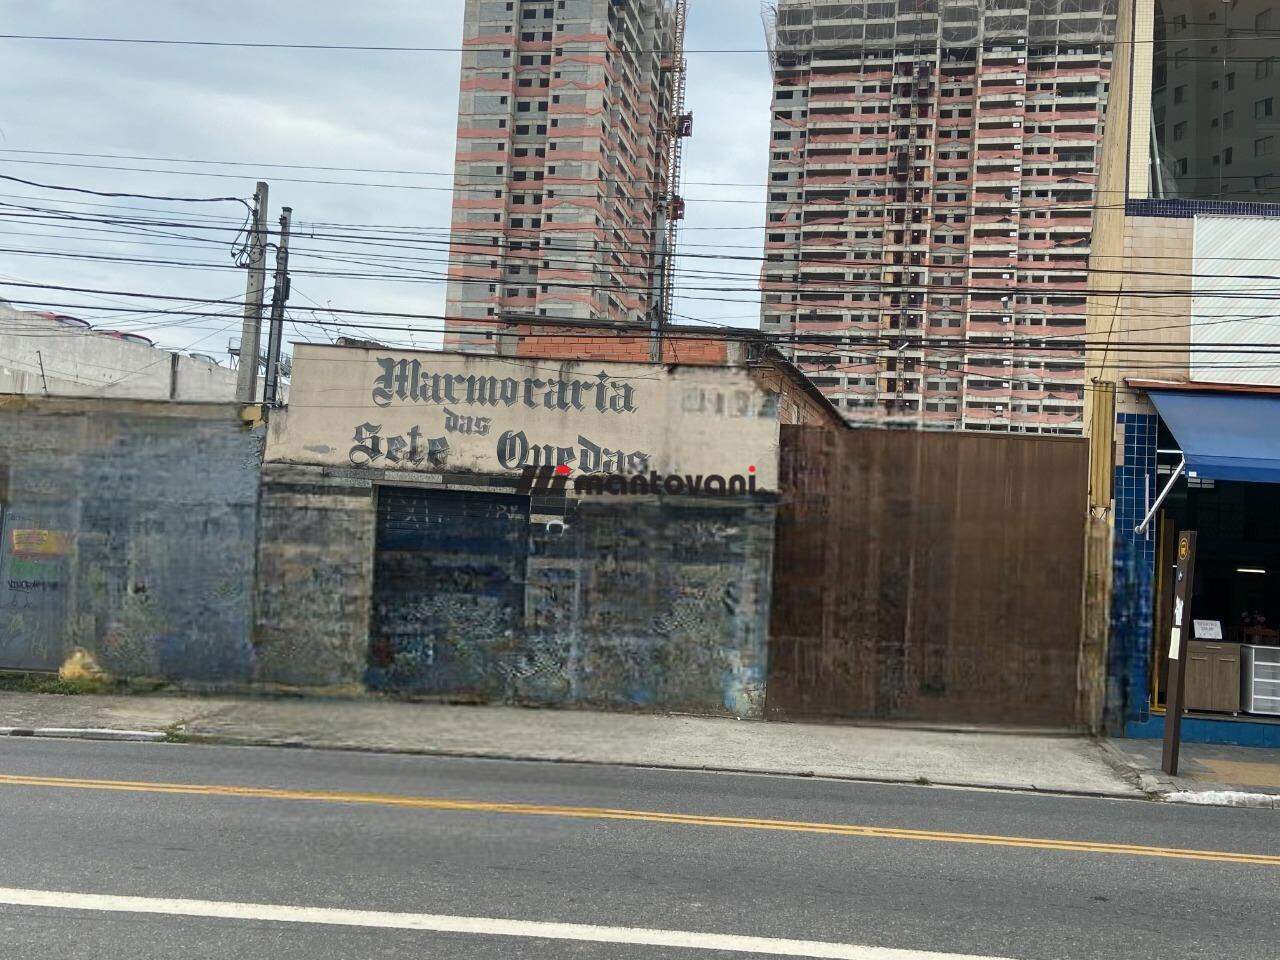 Marmoraria
das
Sete Quedas
mantovani